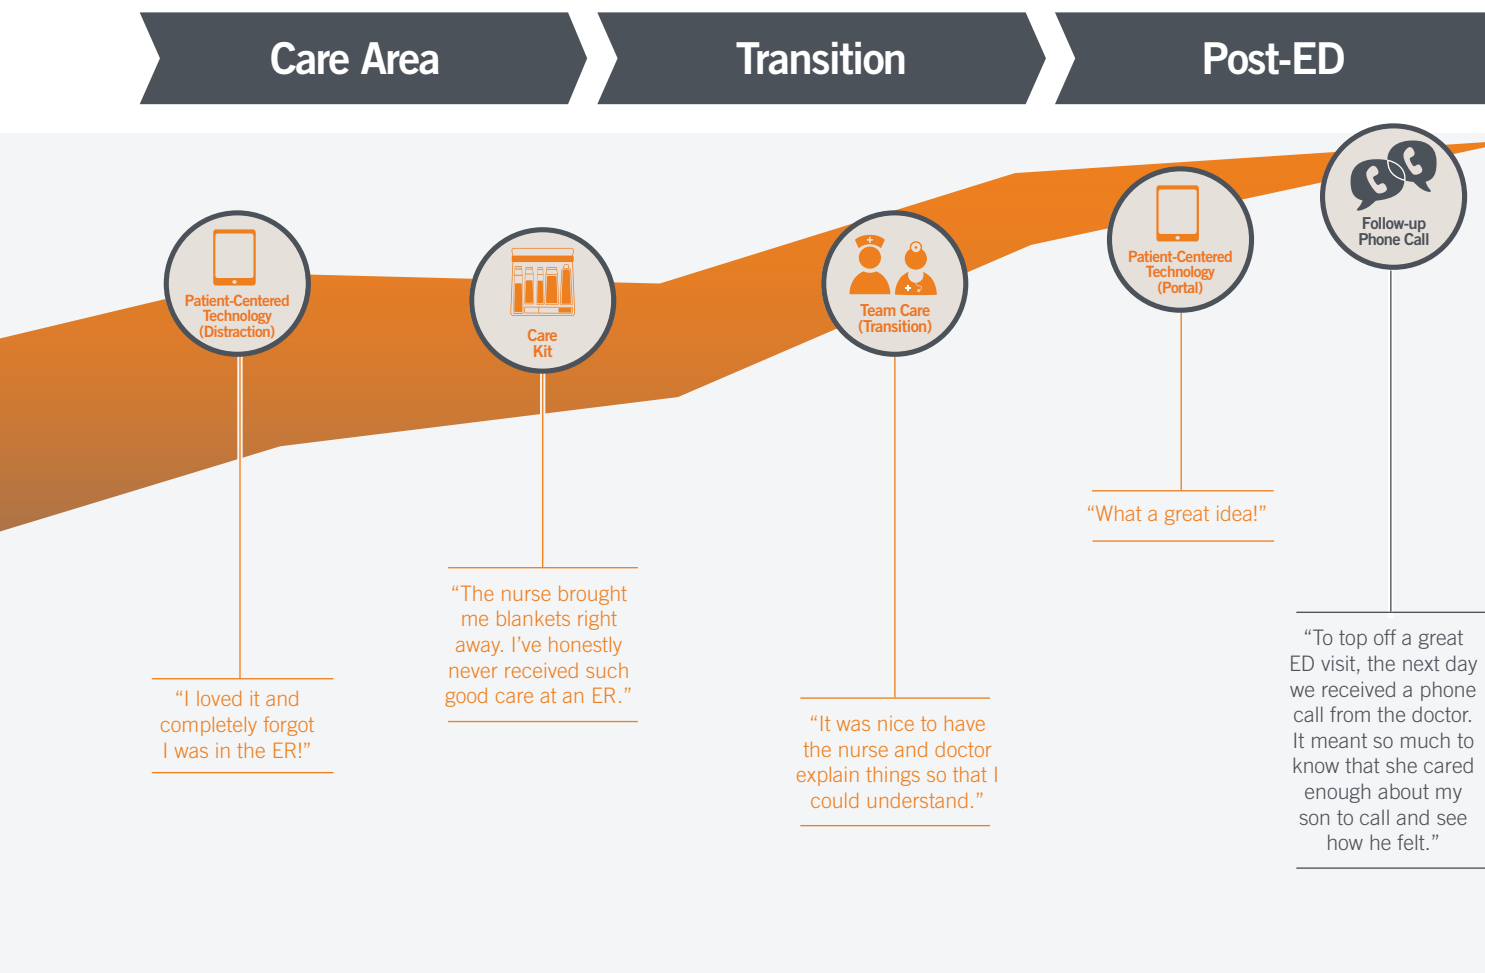 Care Area
Transition
Post-ED
Patient-Centered
Technology
(Distraction)
“I loved it and
completely forgot
I was in the ER!”
Care
Kit
“The nurse brought
me blankets right
away. I’ve honestly
never received such
good care at an ER.”
Team Care
(Transition)
“It was nice to have
the nurse and doctor
explain things so that I
could understand.”
Patient-Centered
Technology
(Portal)
“What a great idea!”
Follow-up
Phone Call
“To top off a great
ED visit, the next day
we received a phone
call from the doctor.
It meant so much to
know that she cared
enough about my
son to call and see
how he felt.”